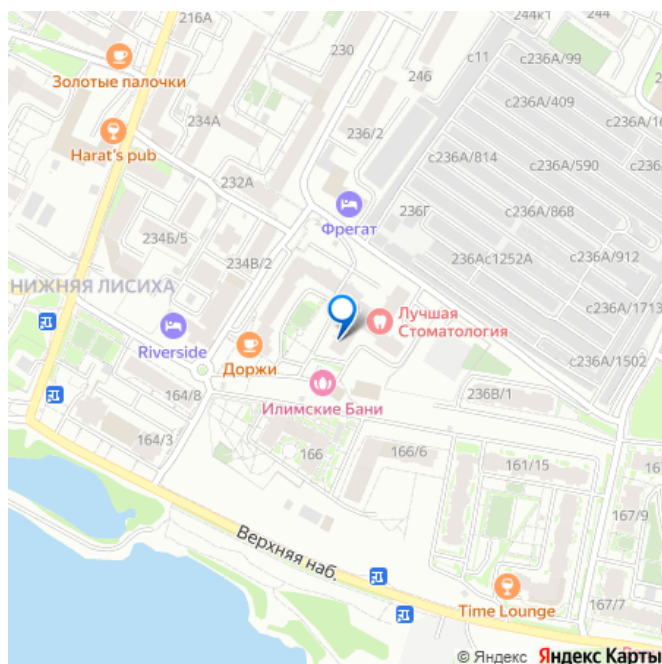 216А
244к1
244
Золотые палочки
230
с11
с236А/99
246
Harat's pub
234А
236/2
с236А/409
с236А/16
с236А/814
с236А/590
232А
Фрегат
236Г
с236А/868
234Б/5
234В/2
236Ас1252А
с236А/912
НИЖНЯЯ ЛИСИХА
с236А/1713
Лучшая
Стоматология
Riverside
Доржи
с236А/1502
Илимские Бани
236В/1
164/8
164/3
166
166/6
161/15
167/9
Верхняя наб.
Time Lounge
167/7
© Яндекс Яндекс Карты